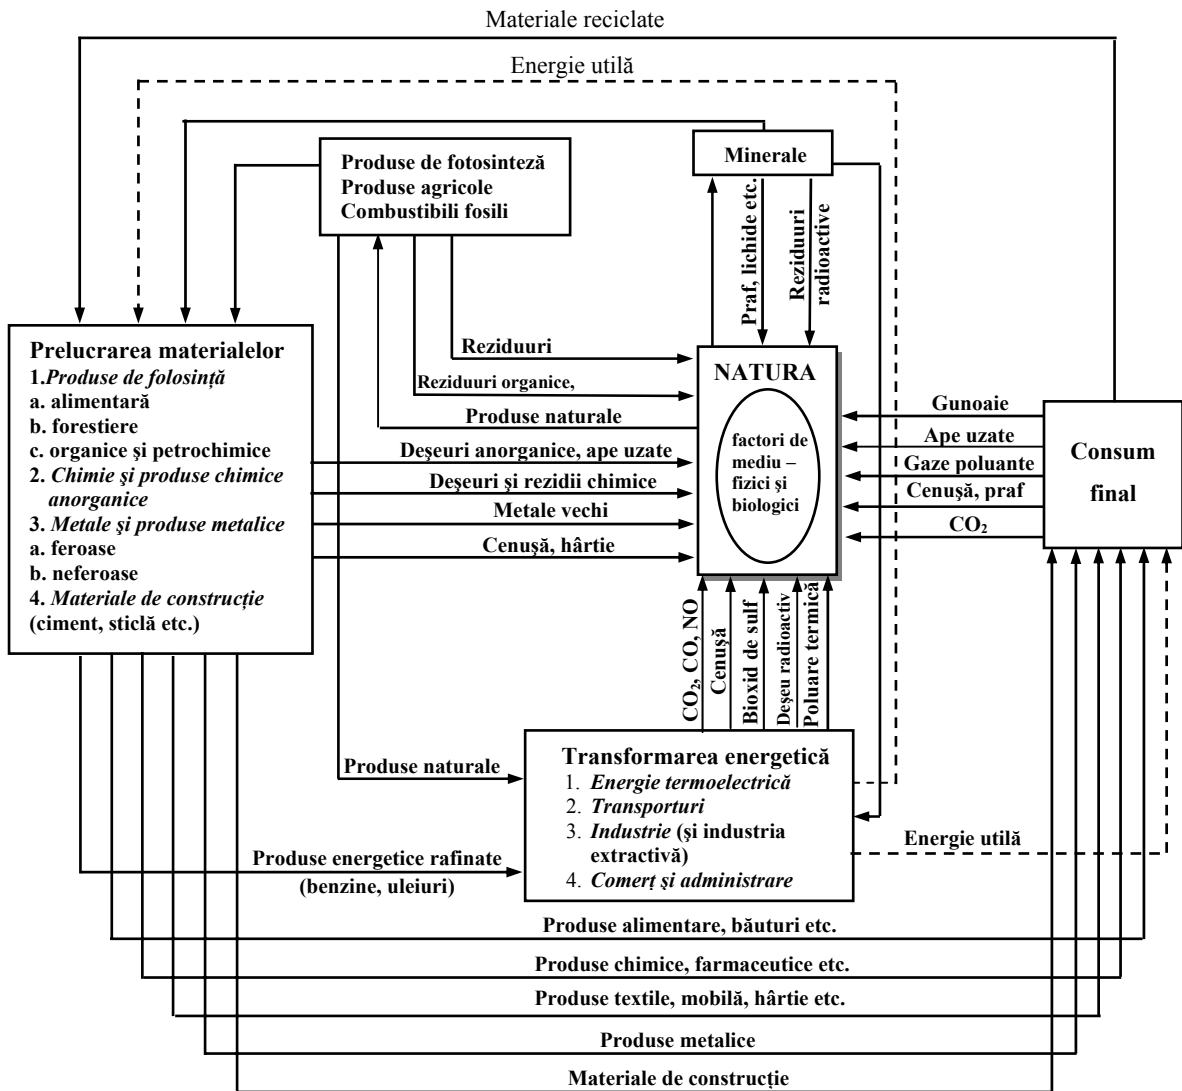 Materiale reciclate
Energie utilă
Produse de fotosinteză
Produse agricole
Combustibili fosili
Minerale
Praf, lichide etc.
Reziduuri
radioactive
Prelucrarea materialelor
1.Produse de folosință
a. alimentară
b. forestiere
c. organice şi petrochimice
2. Chimie şi produse chimice
anorganice
3. Metale şi produse metalice
a. feroase
b. neferoase
4. Materiale de construcție
(ciment, sticlă etc.)
Reziduuri
Reziduuri organice,
Produse naturale
Deşeuri anorganice, ape uzate
Deşeuri şi rezidii chimice
Metale vechi
Cenuşă, hârtie
NATURA
factori de
mediu –
fizici şi
biologici
Gunoaie
Ape uzate
Gaze poluante
Cenuşă, praf
CO₂
Consum
final
CO₂, CO, NO
Cenuşă
Bioxid de sulf
Deşeu radioactiv
Poluare termică
Produse naturale
Transformarea energetică
1. Energie termoelectrică
2. Transporturi
3. Industrie (şi industria
extractivă)
4. Comerț şi administrare
Energie utilă
Produse energetice rafinate
(benzine, uleiuri)
Produse alimentare, băuturi etc.
Produse chimice, farmaceutice etc.
Produse textile, mobilă, hârtie etc.
Produse metalice
Materiale de construcție